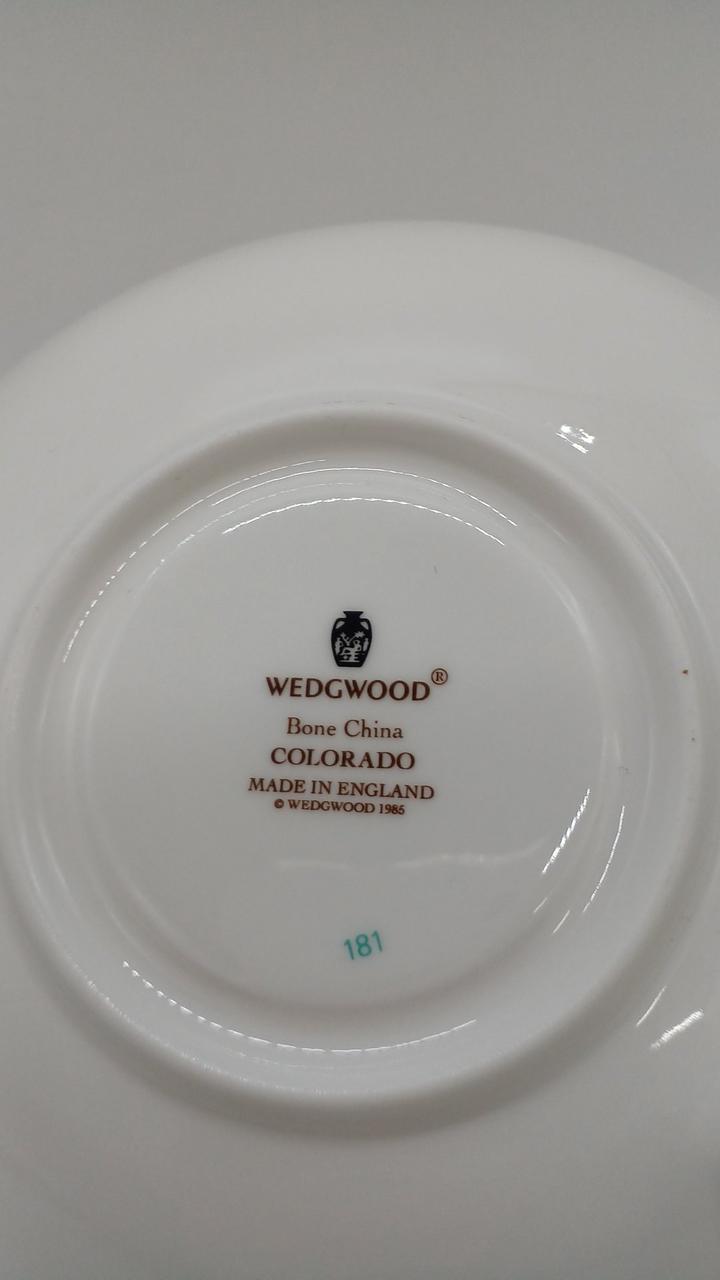 WEDGWOOD®
Bone China
COLORADO
MADE IN ENGLAND
© WEDGWOOD 1985
181